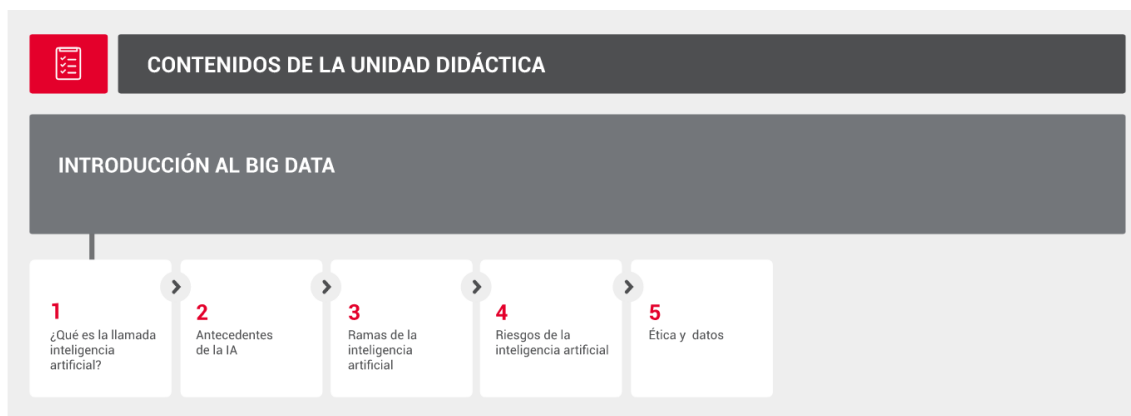 CONTENIDOS DE LA UNIDAD DIDÁCTICA
INTRODUCCIÓN AL BIG DATA
1
¿Qué es la llamada
inteligencia
artificial?
2
Antecedentes
de la IA
3
Ramas de la
inteligencia
artificial
4
Riesgos de la
inteligencia artificial
5
Ética y datos